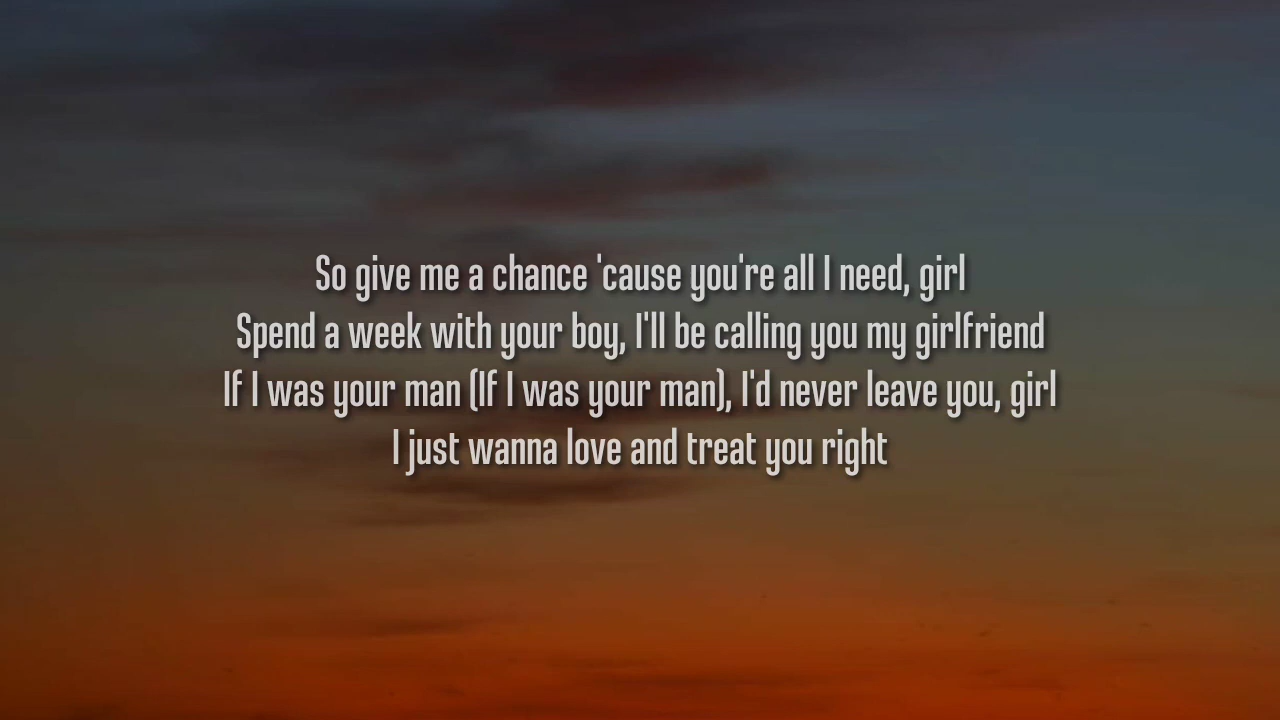 So give me a chance 'cause you're all I need, girl
Spend a week with your boy, I'll be calling you my girlfriend
If I was your man (If I was your man), I'd never leave you, girl
I just wanna love and treat you right